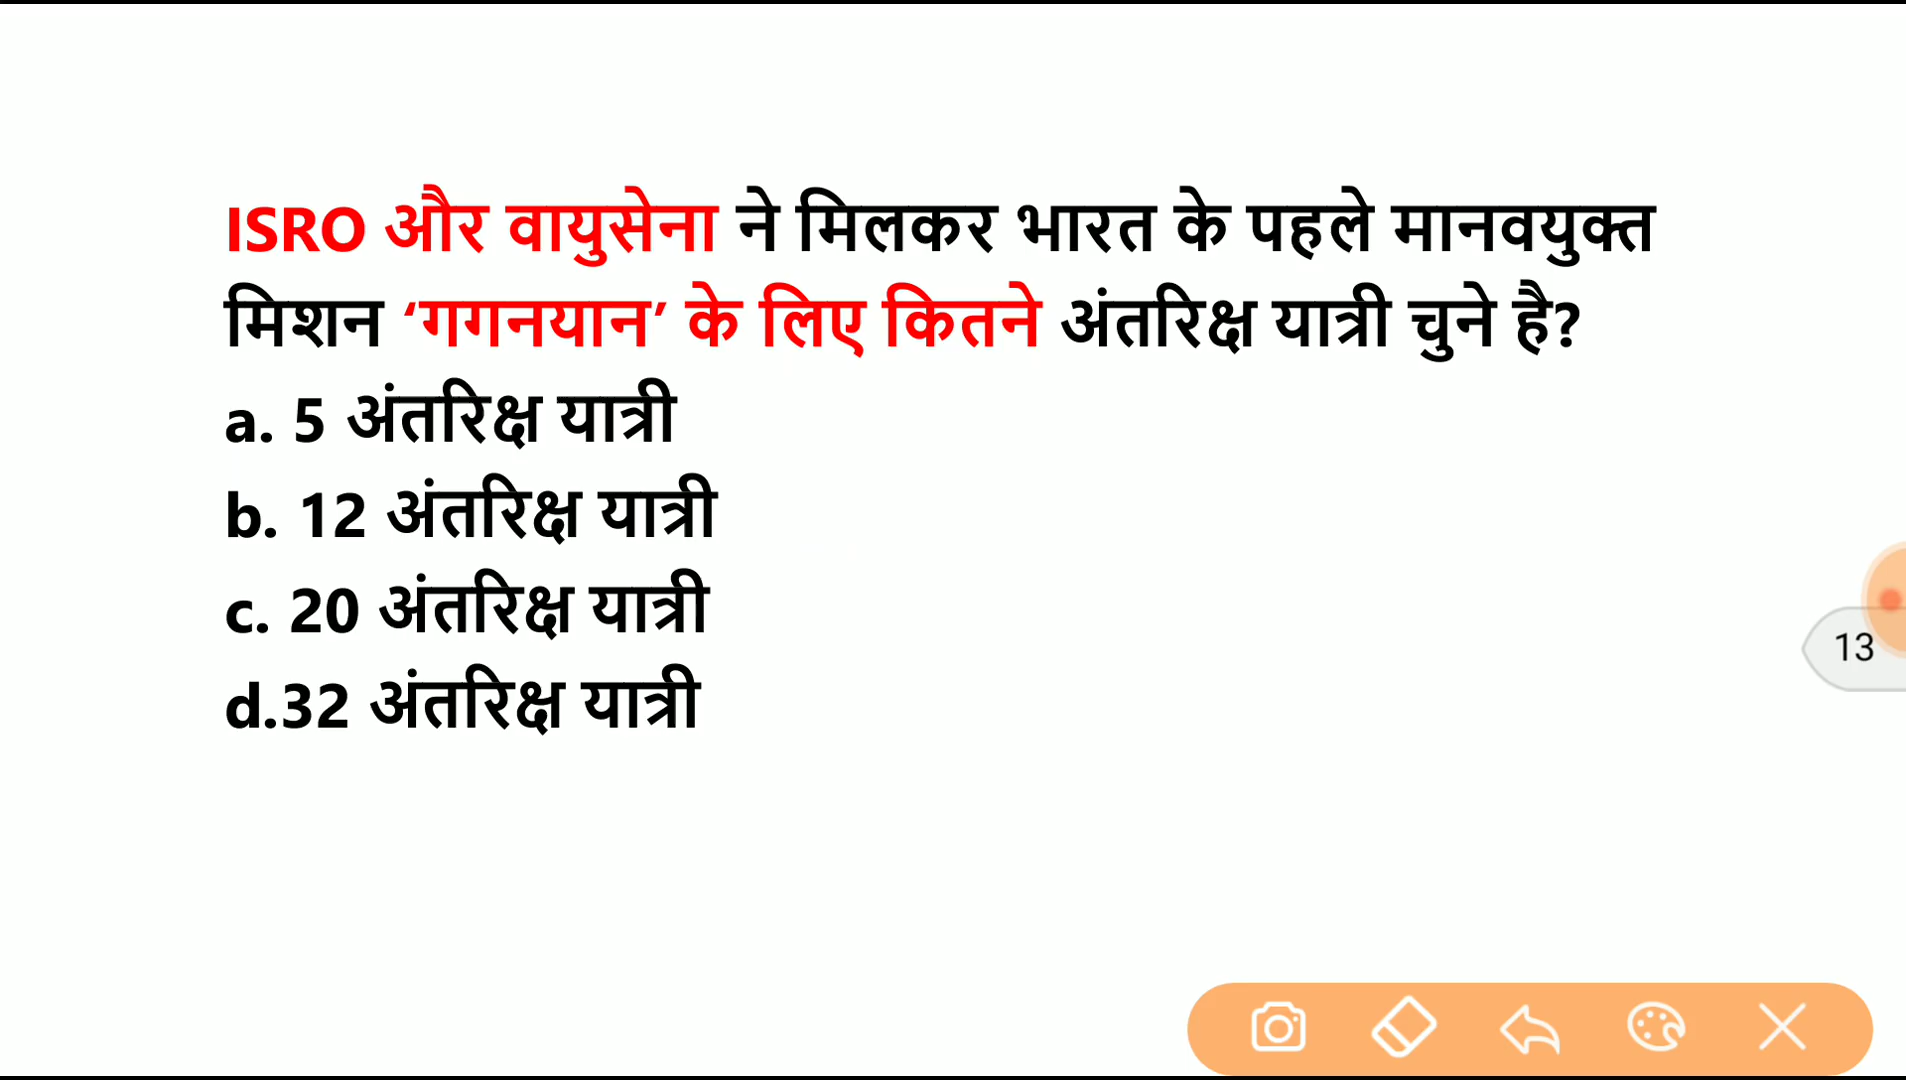 ISRO और वायुसेना ने मिलकर भारत के पहले मानवयुक्त
मिशन ‘गगनयान’ के लिए कितने अंतरिक्ष यात्री चुने है?
a. 5 अंतरिक्ष यात्री
b. 12 अंतरिक्ष यात्री
c. 20 अंतरिक्ष यात्री
d.32 अंतरिक्ष यात्री
13